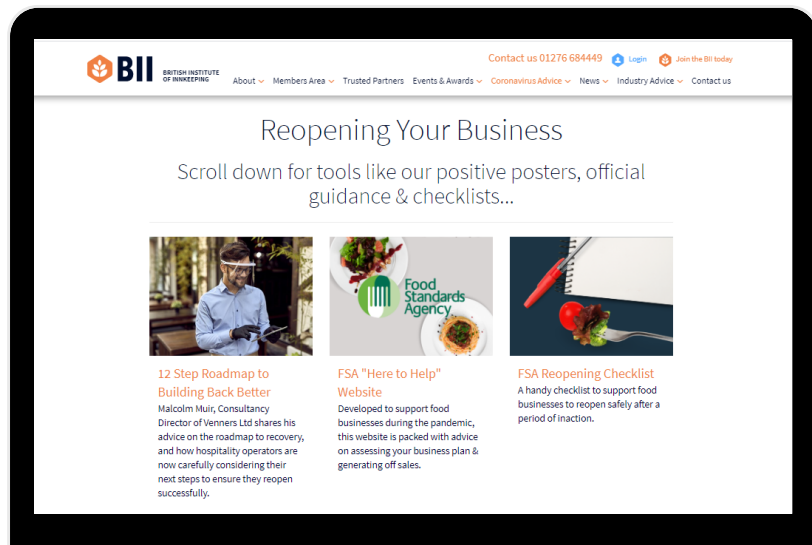 Contact us 01276 684449 Login Join the BII today
BII BRITISH INSTITUTE
OF INNKEEPING
About Members Area Trusted Partners Events & Awards Coronavirus Advice News Industry Advice Contact us
Reopening Your Business
Scroll down for tools like our positive posters, official
guidance & checklists...
Food
Standards
Agency
12 Step Roadmap to
Building Back Better
Malcolm Muir, Consultancy
Director of Venners Ltd shares his
advice on the roadmap to recovery,
and how hospitality operators are
now carefully considering their
next steps to ensure they reopen
successfully.
FSA "Here to Help"
Website
Developed to support food
businesses during the pandemic,
this website is packed with advice
on assessing your business plan &
generating off sales.
FSA Reopening Checklist
A handy checklist to support food
businesses to reopen safely after a
period of inaction.